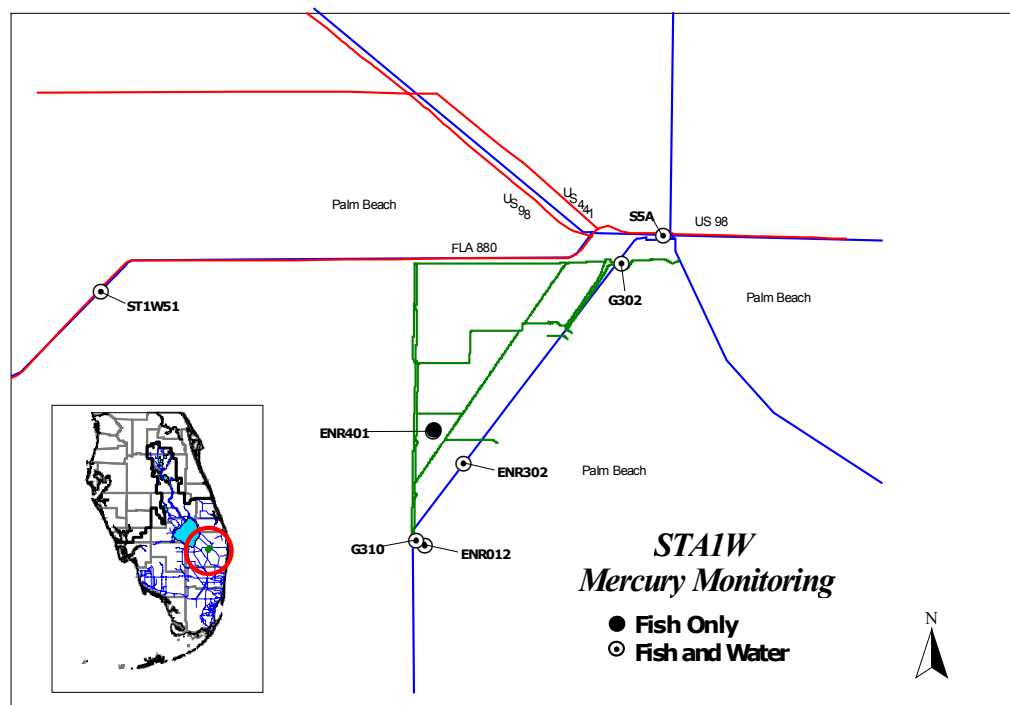 US 441
US 98
S5A
US 98
Palm Beach
FLA 880
G302
Palm Beach
ST1W51
ENR401
ENR302
Palm Beach
G310
ENR012
STA1W
Mercury Monitoring
Fish Only
Fish and Water
N